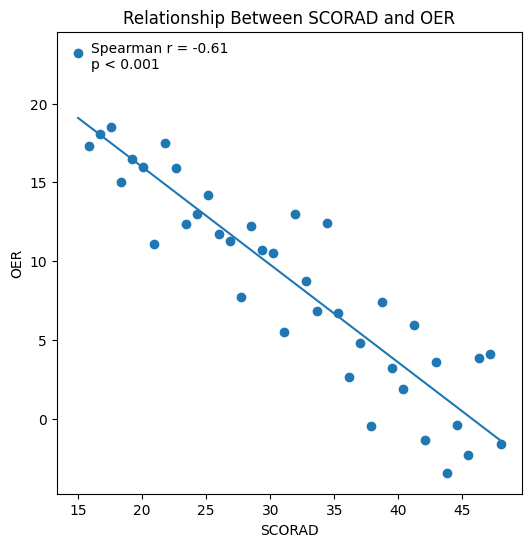 Relationship Between SCORAD and OER
Spearman r = -0.61
p < 0.001
20
15
10
5
0
OER
15 20 25 30 35 40 45
SCORAD